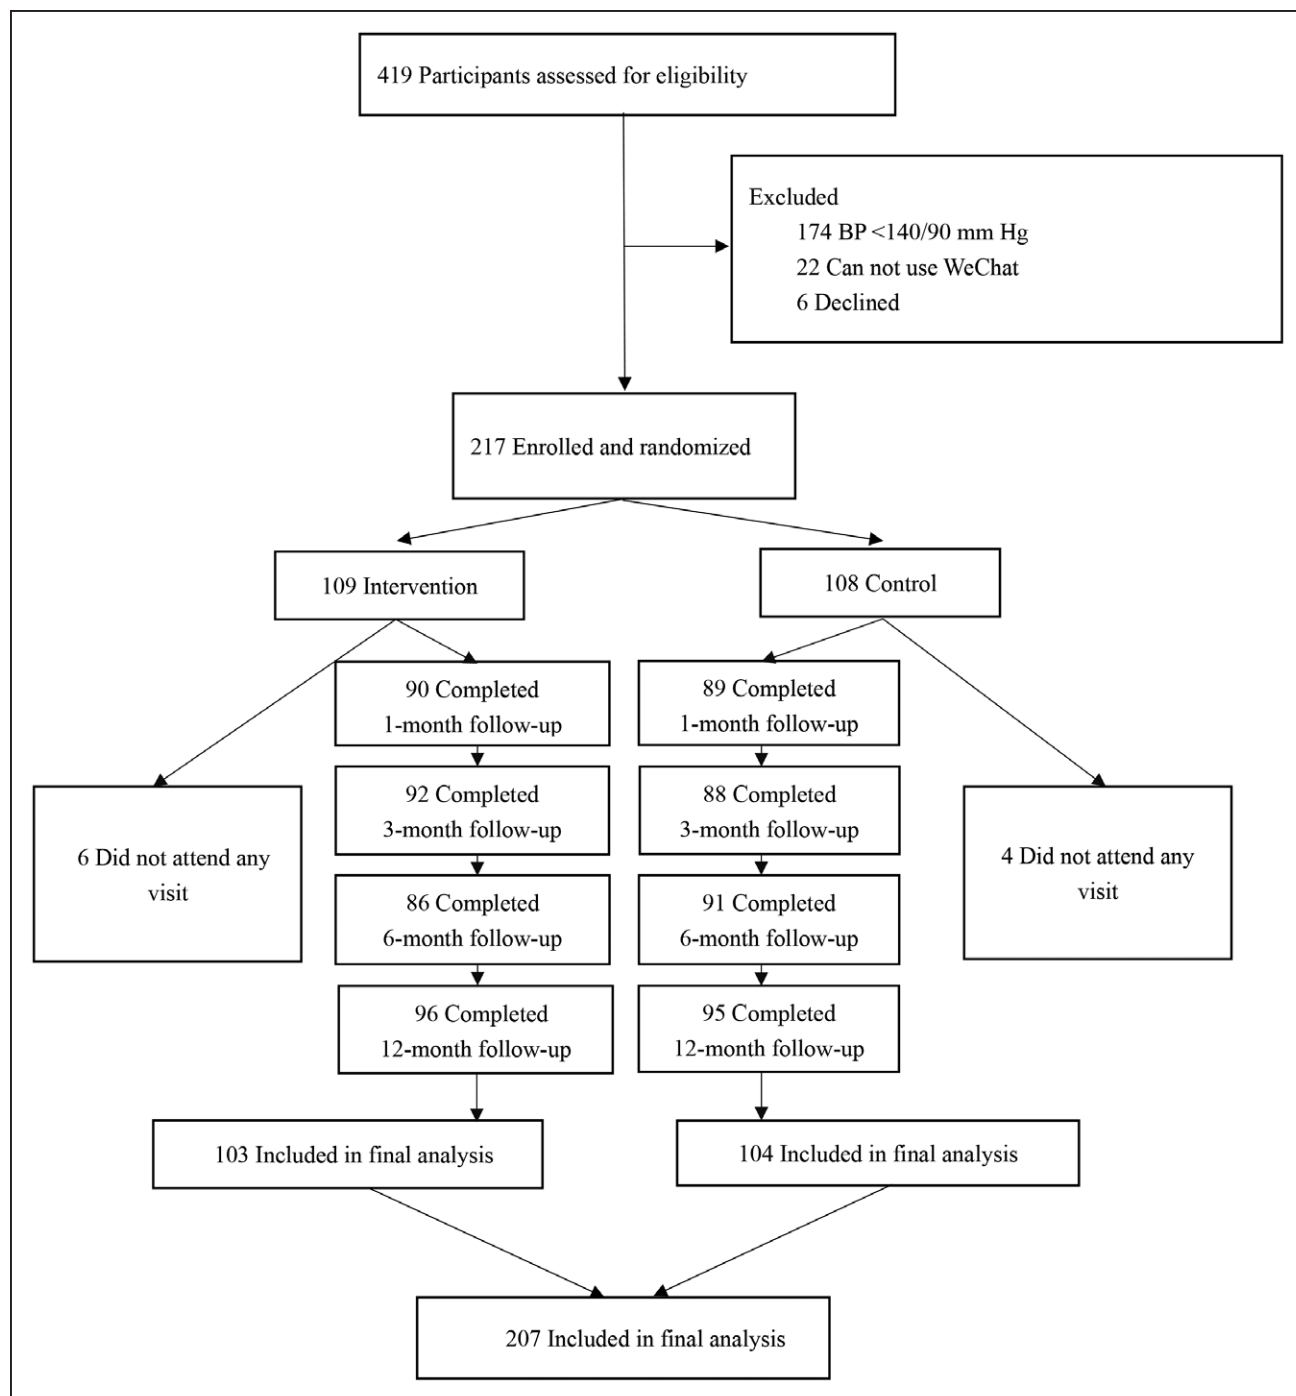 419 Participants assessed for eligibility
Excluded
174 BP <140/90 mm Hg
22 Can not use WeChat
6 Declined
217 Enrolled and randomized
109 Intervention
108 Control
90 Completed
1-month follow-up
89 Completed
1-month follow-up
92 Completed
3-month follow-up
88 Completed
3-month follow-up
6 Did not attend any
visit
4 Did not attend any
visit
86 Completed
6-month follow-up
91 Completed
6-month follow-up
96 Completed
12-month follow-up
95 Completed
12-month follow-up
103 Included in final analysis
104 Included in final analysis
207 Included in final analysis